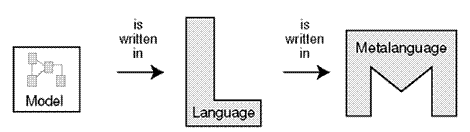 is
written
in
is
written
in
Model
Language
Metalanguage